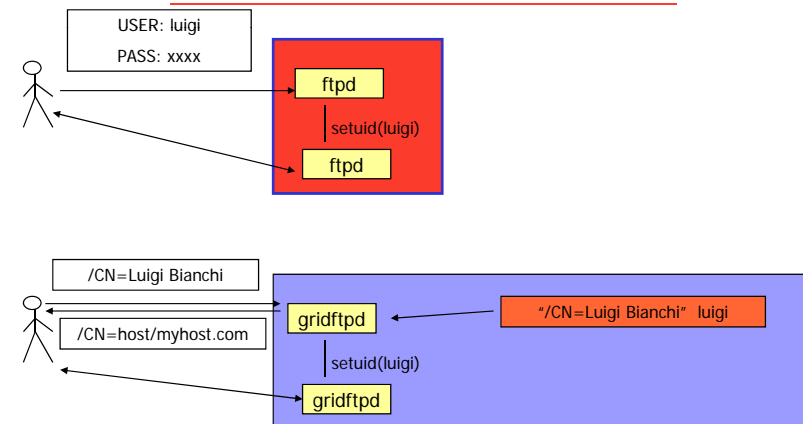 USER: luigi
PASS: xxxx
ftpd
setuid(luigi)
ftpd
/CN=Luigi Bianchi
/CN=host/myhost.com
gridftpd
"/CN=Luigi Bianchi" luigi
setuid(luigi)
gridftpd